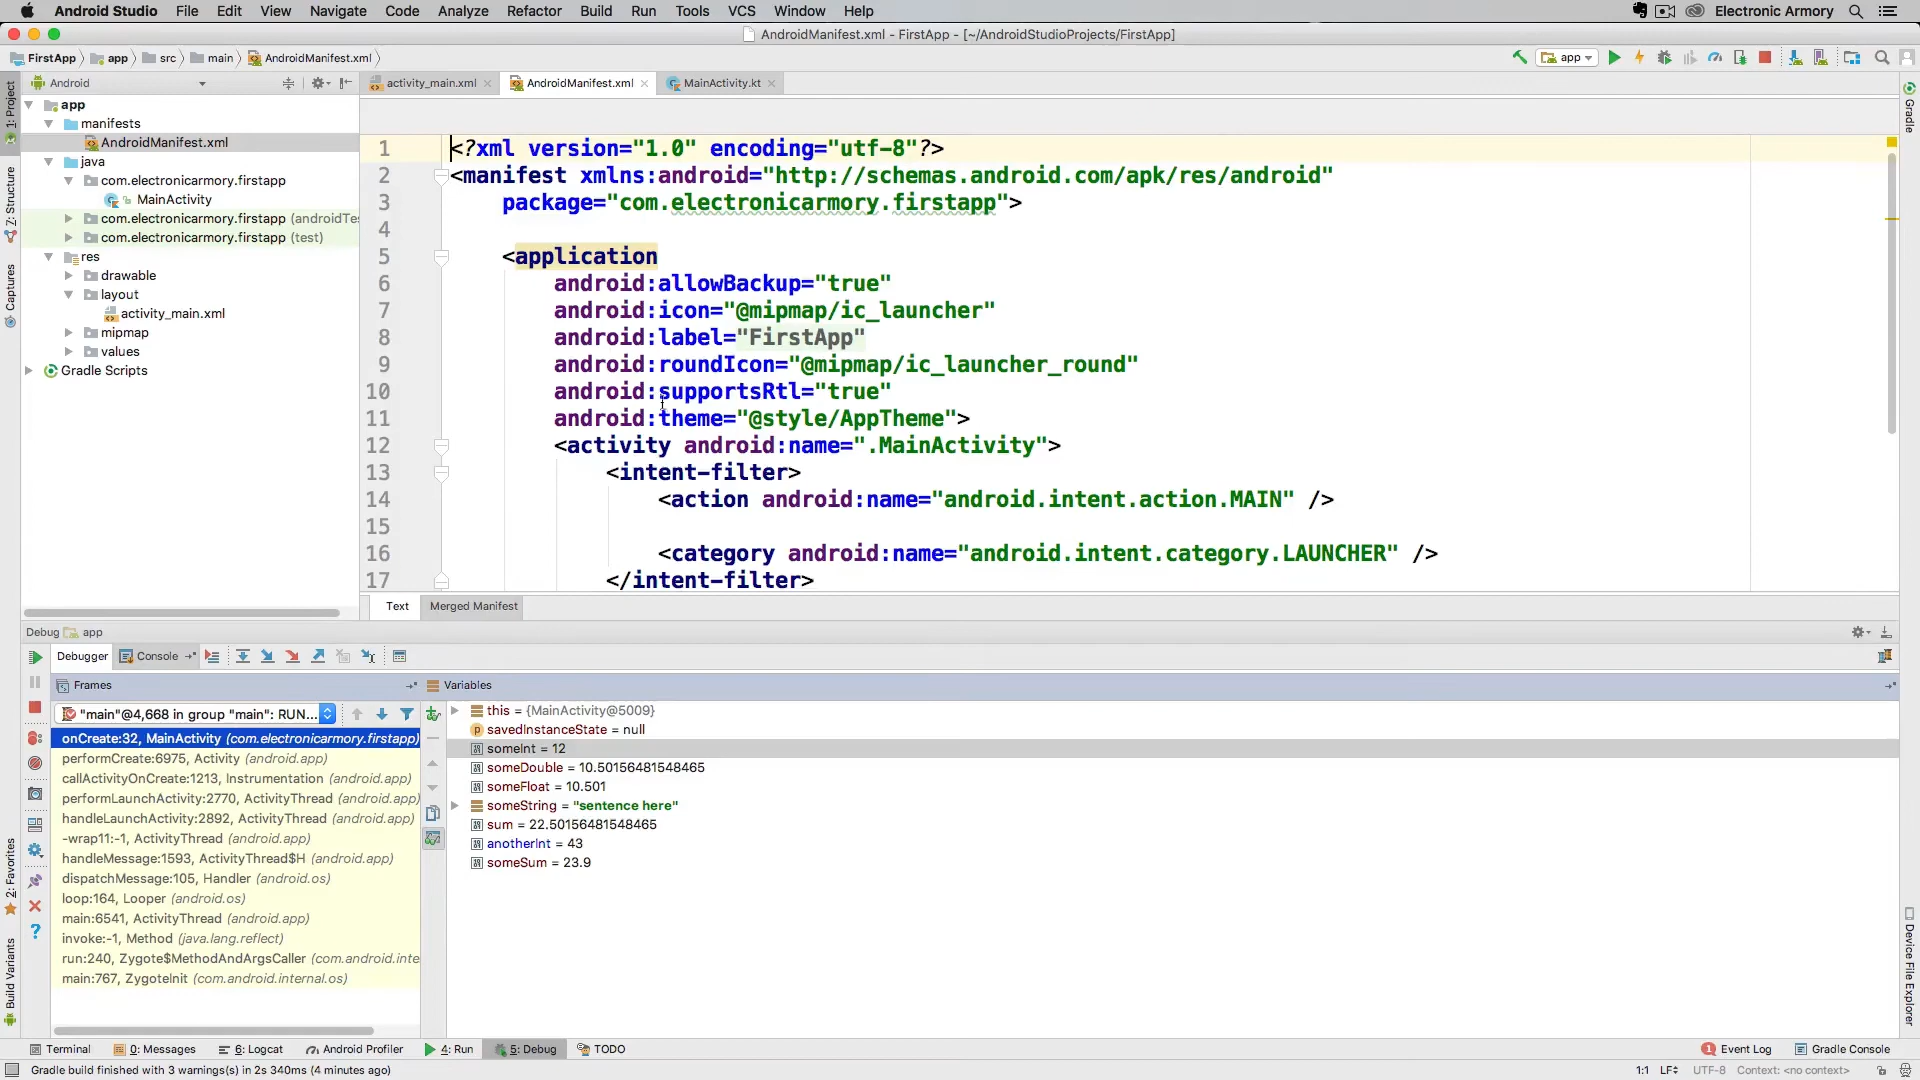 Android Studio File Edit View Navigate Code Analyze Refactor Build Run Tools VCS Window Help Electronic Armory
AndroidManifest.xml - FirstApp - [~/AndroidStudioProjects/FirstApp]
FirstApp app src main AndroidManifest.xml app
Android activity_main.xml AndroidManifest.xml MainActivity.kt
1: Project
Z: Structure
Captures
2: Favorites
Build Variants
Gradle
Device File Explorer
app
manifests
AndroidManifest.xml
java
com.electronicarmory.firstapp
MainActivity
com.electronicarmory.firstapp (androidTes
com.electronicarmory.firstapp (test)
res
drawable
layout
activity_main.xml
mipmap
values
Gradle Scripts
1 <?xml version="1.0" encoding="utf-8"?>
2 <manifest xmlns:android="http://schemas.android.com/apk/res/android"
3 package="com.electronicarmory.firstapp">
4
5 <application
6 android:allowBackup="true"
7 android:icon="@mipmap/ic_launcher"
8 android:label="FirstApp"
9 android:roundIcon="@mipmap/ic_launcher_round"
10 android:supportsRtl="true"
11 android:theme="@style/AppTheme">
12 <activity android:name=".MainActivity">
13 <intent-filter>
14 <action android:name="android.intent.action.MAIN" />
15
16 <category android:name="android.intent.category.LAUNCHER" />
17 </intent-filter>
Text Merged Manifest
Debug app
Debugger Console
Frames
"main"@4,668 in group "main": RUN...
onCreate:32, MainActivity (com.electronicarmory.firstapp)
performCreate:6975, Activity (android.app)
callActivityOnCreate:1213, Instrumentation (android.app)
performLaunchActivity:2770, ActivityThread (android.app)
handleLaunchActivity:2892, ActivityThread (android.app)
-wrap11:-1, ActivityThread (android.app)
handleMessage:1593, ActivityThread$H (android.app)
dispatchMessage:105, Handler (android.os)
loop:164, Looper (android.os)
main:6541, ActivityThread (android.app)
invoke:-1, Method (java.lang.reflect)
run:240, Zygote$MethodAndArgsCaller (com.android.inte
main:767, ZygoteInit (com.android.internal.os)
Variables
this = {MainActivity@5009}
savedInstanceState = null
someInt = 12
someDouble = 10.50156481548465
someFloat = 10.501
someString = "sentence here"
sum = 22.50156481548465
anotherInt = 43
someSum = 23.9
Terminal 0: Messages 6: Logcat Android Profiler 4: Run 5: Debug TODO 1 Event Log Gradle Console
Gradle build finished with 3 warnings(s) in 2s 340ms (4 minutes ago) 1:1 LF UTF-8 Context: <no context>